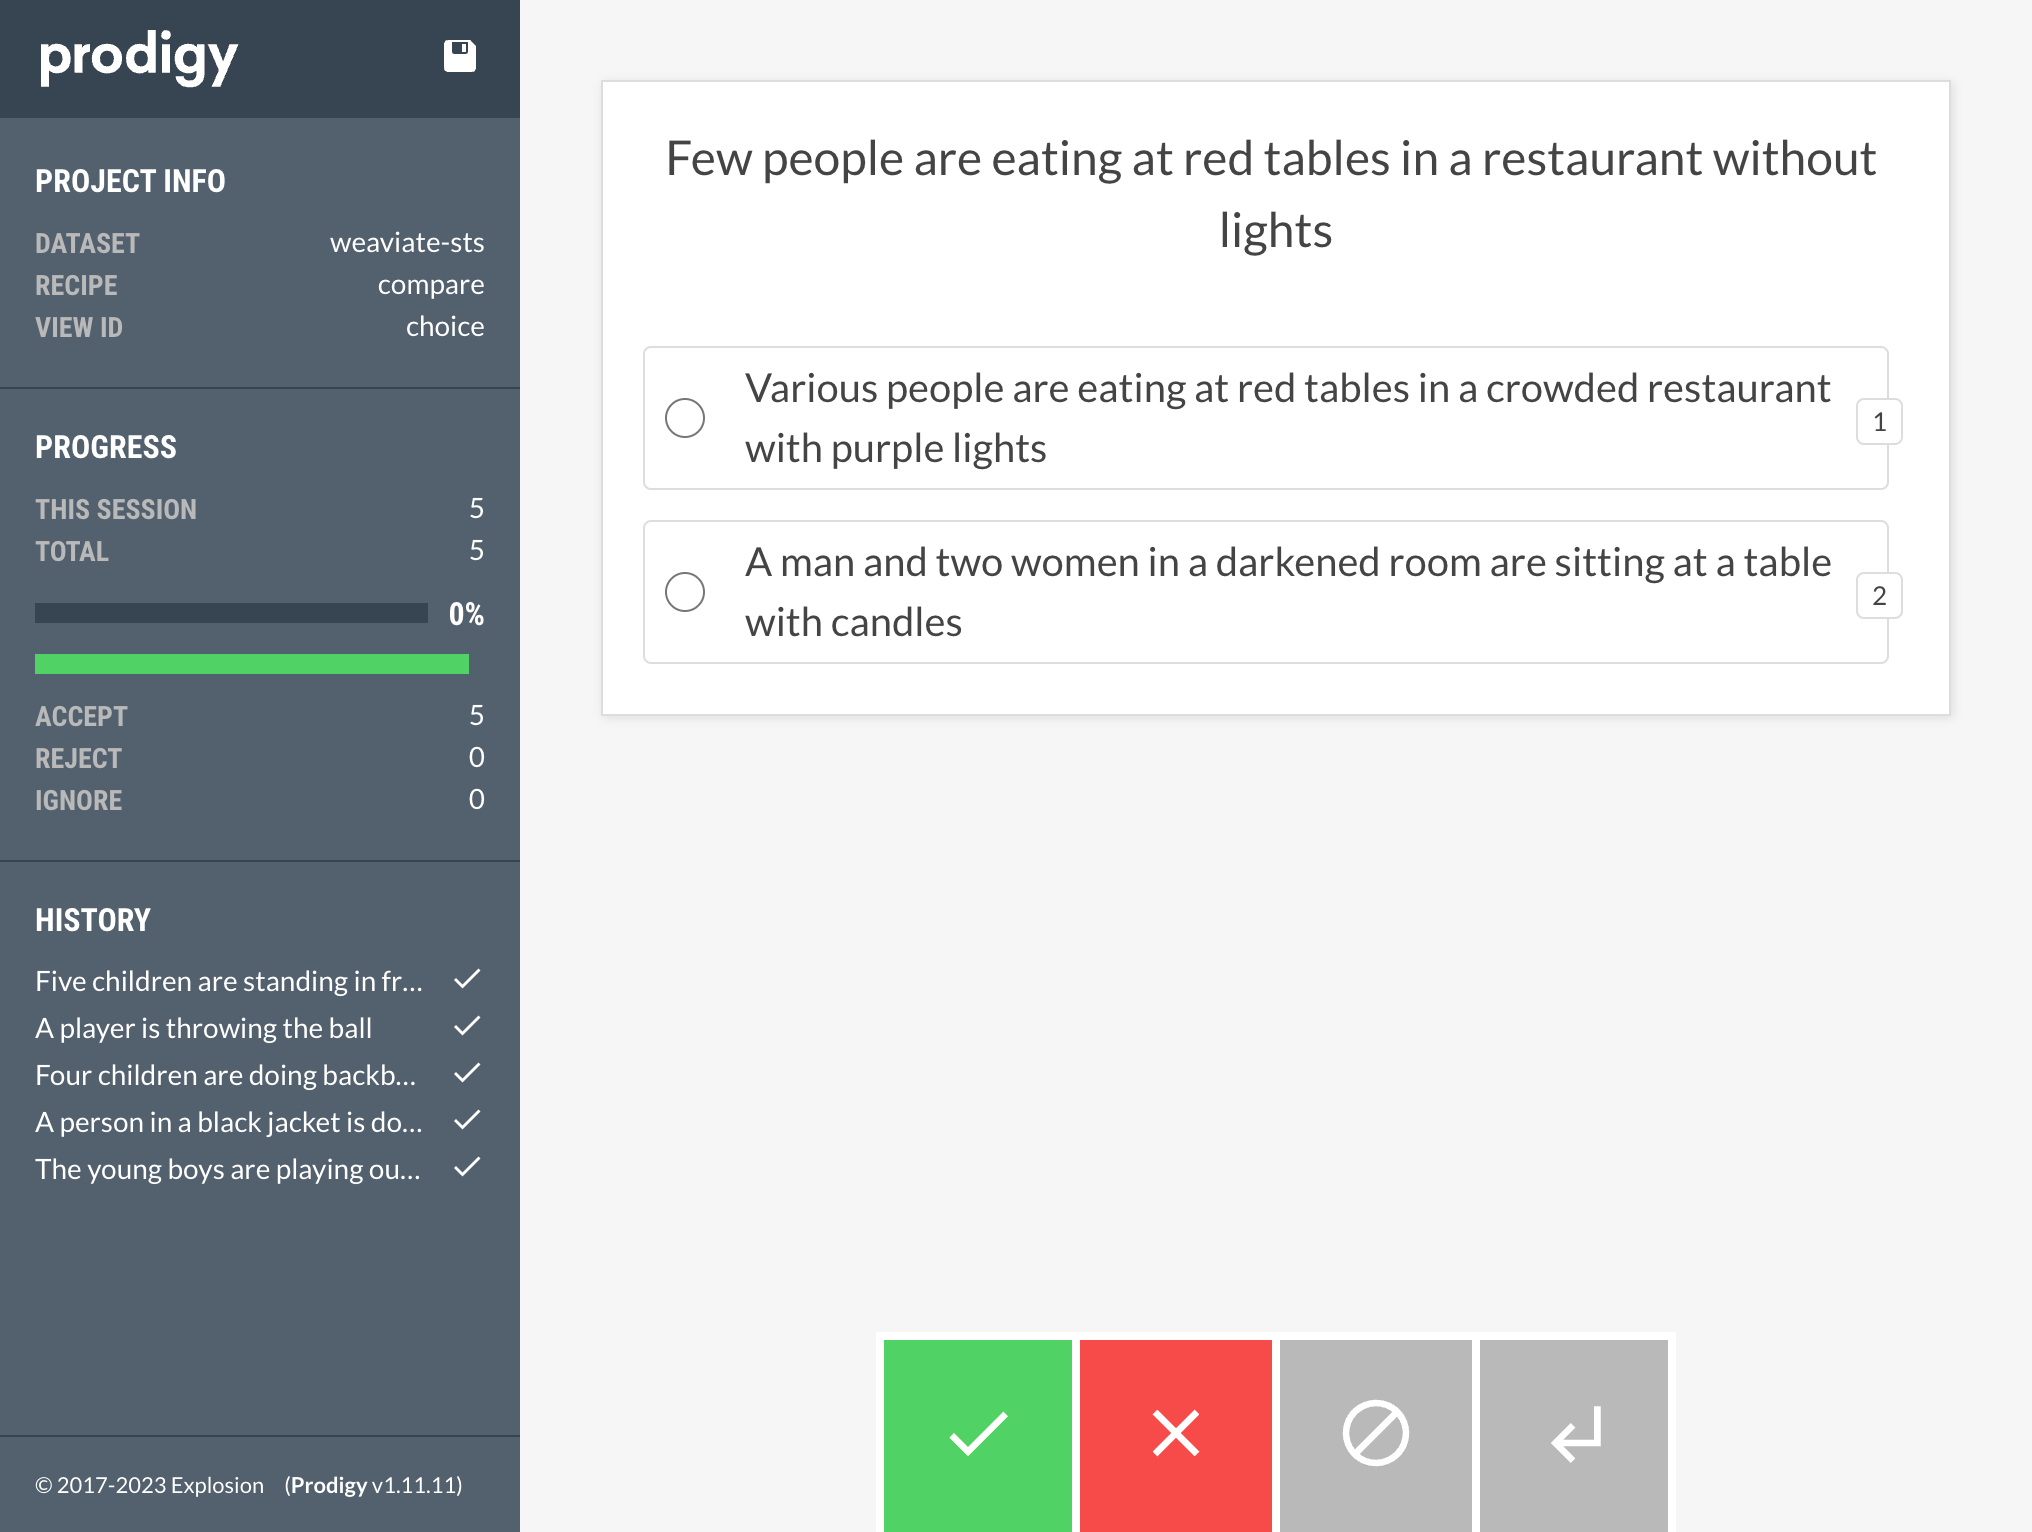 prodigy
PROJECT INFO
DATASET weaviate-sts
RECIPE compare
VIEW ID choice
PROGRESS
THIS SESSION 5
TOTAL 5
0%
ACCEPT 5
REJECT 0
IGNORE 0
HISTORY
Five children are standing in fr...
A player is throwing the ball
Four children are doing backb...
A person in a black jacket is do...
The young boys are playing ou...
© 2017-2023 Explosion (Prodigy v1.11.11)
Few people are eating at red tables in a restaurant without
lights
Various people are eating at red tables in a crowded restaurant
with purple lights
1
A man and two women in a darkened room are sitting at a table
with candles
2